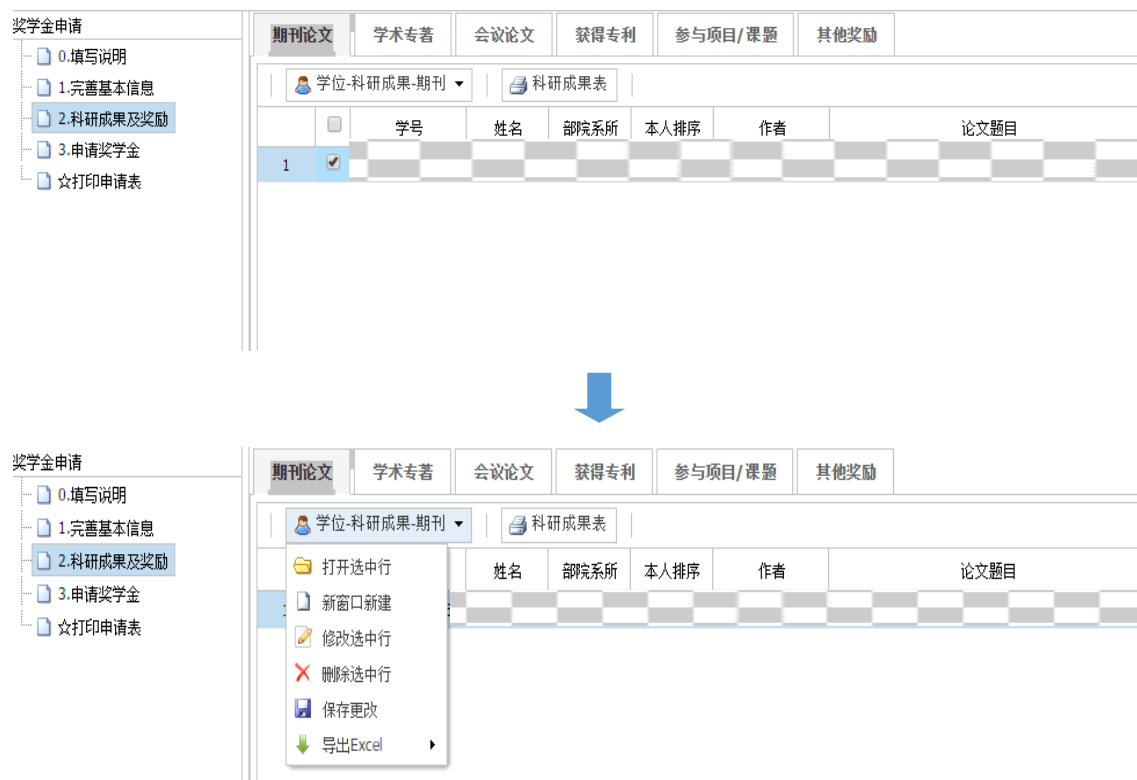 奖学金申请
0.填写说明
1.完善基本信息
2.科研成果及奖励
3.申请奖学金
☆打印申请表
期刊论文 学术专著 会议论文 获得专利 参与项目/课题 其他奖励
学位-科研成果-期刊 科研成果表
学号 姓名 部院系所 本人排序 作者 论文题目
1
奖学金申请
0.填写说明
1.完善基本信息
2.科研成果及奖励
3.申请奖学金
☆打印申请表
期刊论文 学术专著 会议论文 获得专利 参与项目/课题 其他奖励
学位-科研成果-期刊 科研成果表
姓名 部院系所 本人排序 作者 论文题目
打开选中行
新窗口新建
修改选中行
删除选中行
保存更改
导出Excel